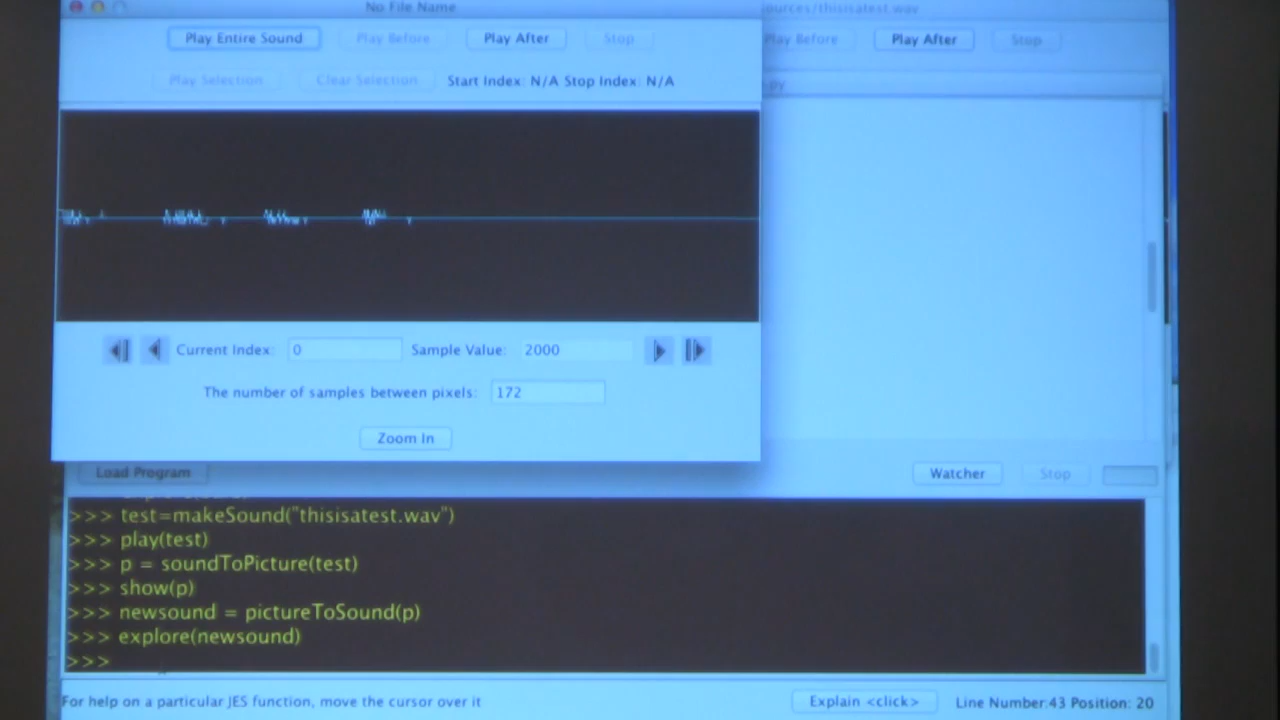 No File Name
ources/thisisatest.wav
Play Entire Sound Play Before Play After Stop
Play Before Play After Stop
Play Selection Clear Selection Start Index: N/A Stop Index: N/A
Current Index: 0 Sample Value: 2000
The number of samples between pixels: 172
Zoom In
Load Program Watcher Stop
>>> test=makeSound("thisisatest.wav")
>>> play(test)
>>> p = soundToPicture(test)
>>> show(p)
>>> newsound = pictureToSound(p)
>>> explore(newsound)
>>>
For help on a particular JES function, move the cursor over it Explain <click> Line Number:43 Position: 20